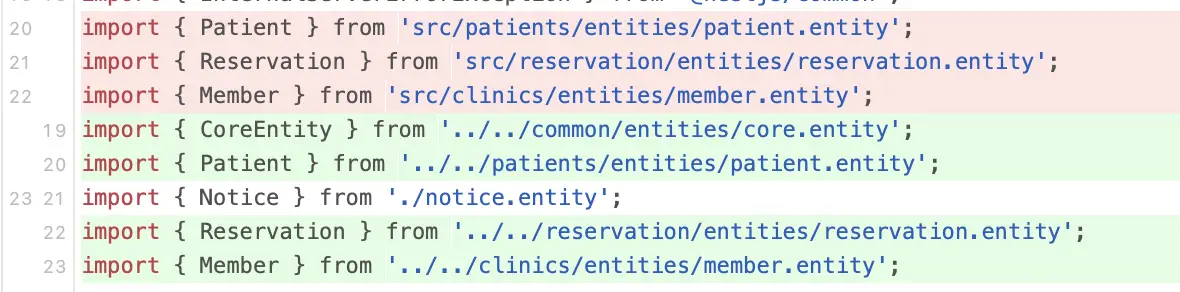 20 import { Patient } from 'src/patients/entities/patient.entity';
21 import { Reservation } from 'src/reservation/entities/reservation.entity';
22 import { Member } from 'src/clinics/entities/member.entity';
19 import { CoreEntity } from '../../common/entities/core.entity';
20 import { Patient } from '../../patients/entities/patient.entity';
23 21 import { Notice } from './notice.entity';
22 import { Reservation } from '../../reservation/entities/reservation.entity';
23 import { Member } from '../../clinics/entities/member.entity';